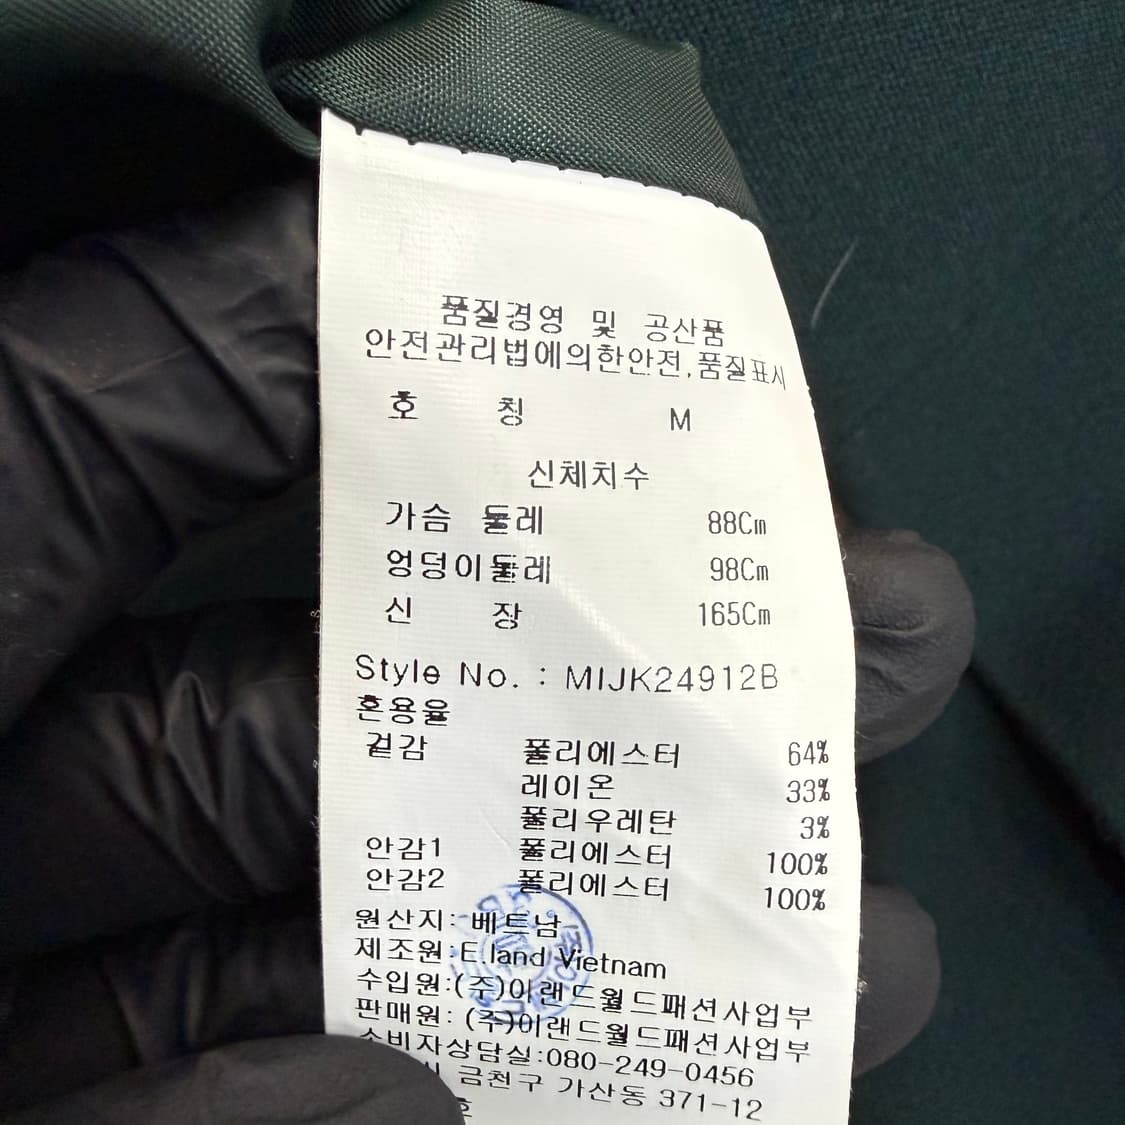 품질경영 및 공산품
안전관리법에의한안전,품질표시
호 칭 M
신체치수
가슴 둘레 88Cm
엉덩이둘레 98Cm
신 장 165Cm
Style No. : MIJK24912B
혼용율
겉감 폴리에스터 64%
레이온 33%
폴리우레탄 3%
안감1 폴리에스터 100%
안감2 폴리에스터 100%
원산지: 베트남
제조원:E.land Vietnam
수입원:(주)이랜드월드패션사업부
판매원: (주)이랜드월드패션사업부
소비자상담실:080-249-0456
시 금천구 가산동 371-12
호